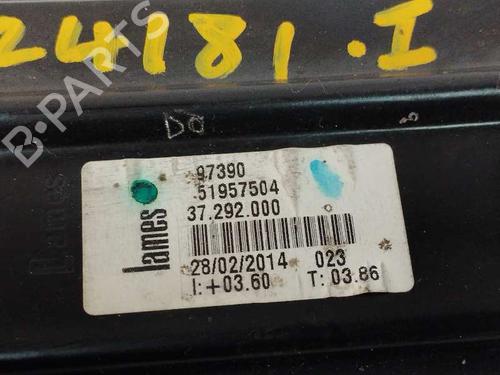 24181.I
B-PARTS
DO
97390
51957504
37.292.000
lames
28/02/2014 023
I:+03.60 T: 03.86